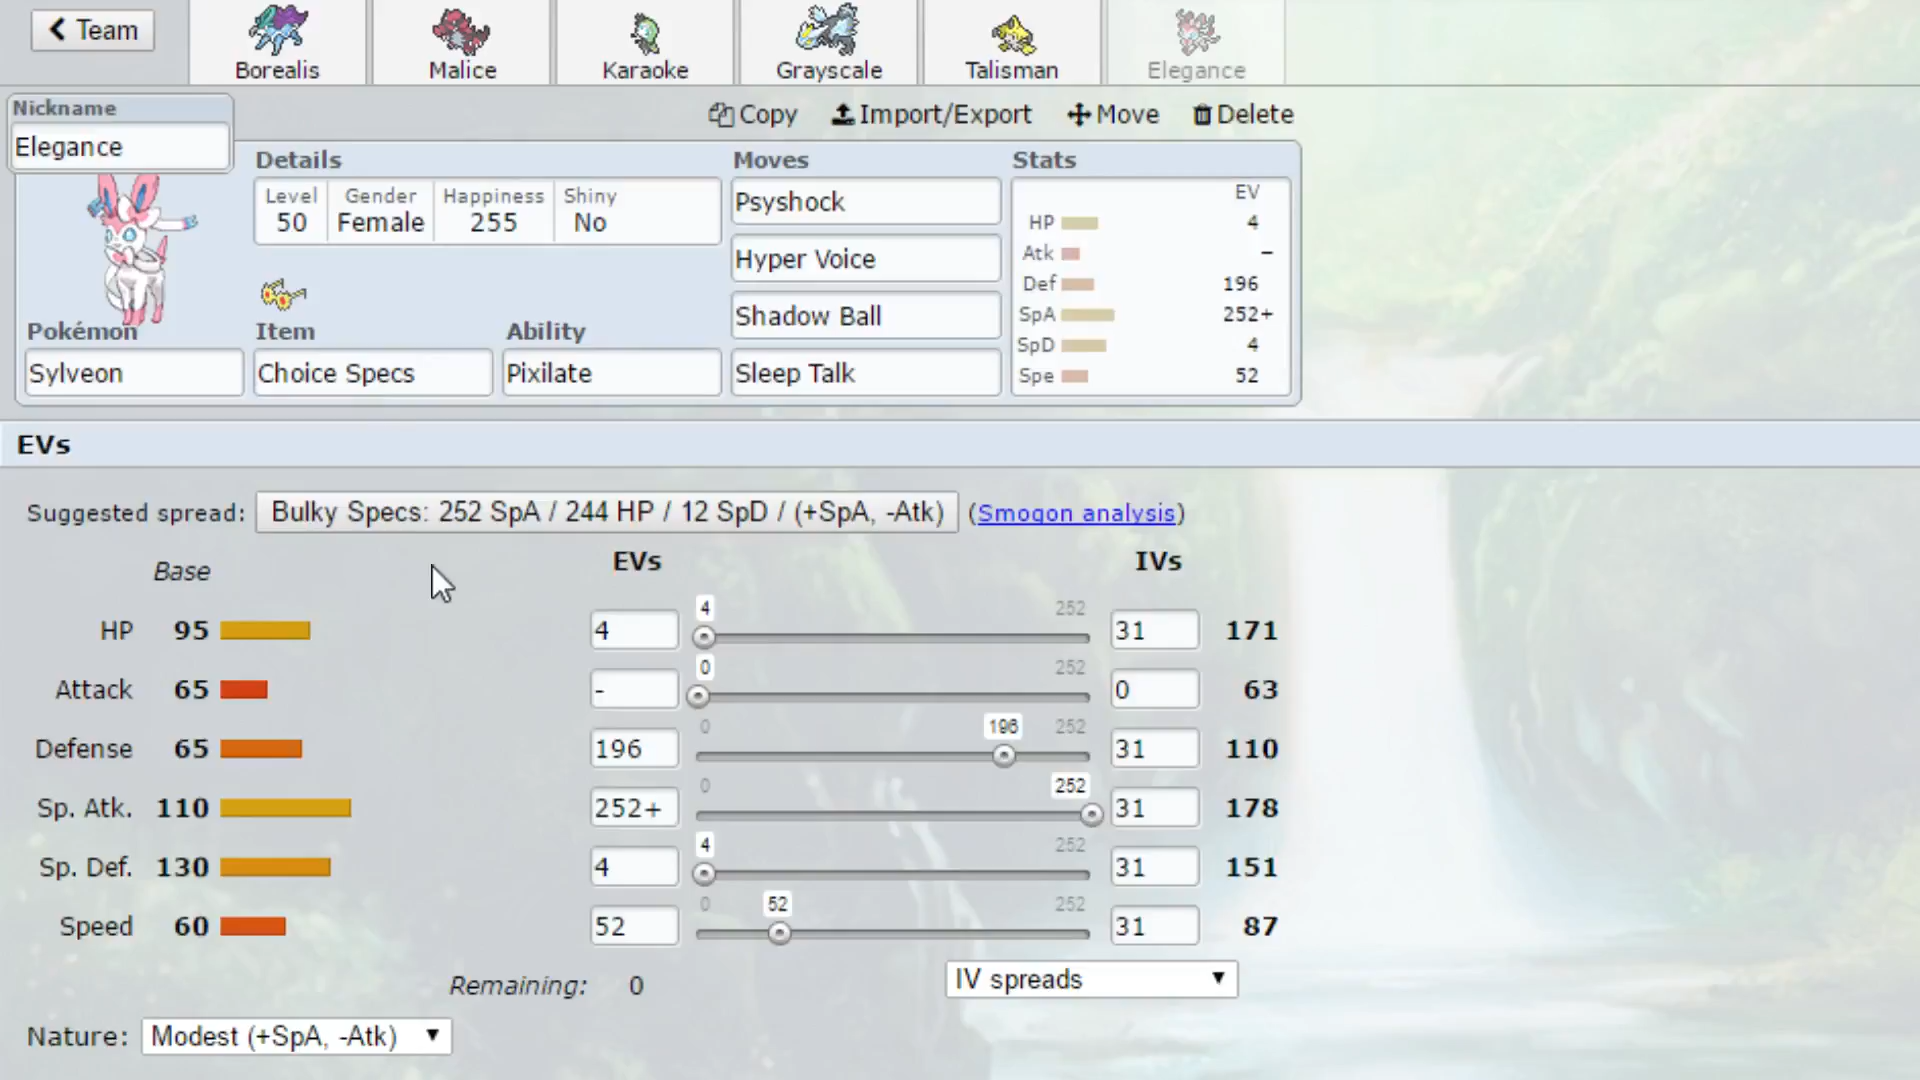 Team
Borealis
Malice
Karaoke
Grayscale
Talisman
Elegance
Nickname
Elegance
Copy
Import/Export
Move
Delete
Details
Moves
Stats
Level
Gender
Happiness
Shiny
50
Female
255
No
Psyshock
Hyper Voice
Shadow Ball
Sleep Talk
EV
HP 4
Atk –
Def 196
SpA 252+
SpD 4
Spe 52
Pokémon
Item
Ability
Sylveon
Choice Specs
Pixilate
EVs
Suggested spread: Bulky Specs: 252 SpA / 244 HP / 12 SpD / (+SpA, -Atk) (Smogon analysis)
Base EVs IVs
4 252
HP 95 4 31 171
0 252
Attack 65 - 0 63
0 196 252
Defense 65 196 31 110
0 252
Sp. Atk. 110 252+ 31 178
4 252
Sp. Def. 130 4 31 151
0 52 252
Speed 60 52 31 87
Remaining: 0
IV spreads
Nature: Modest (+SpA, -Atk)